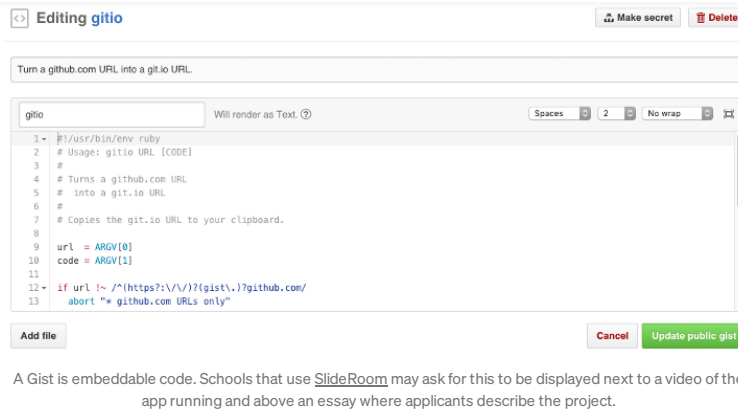 Editing gitio
Make secret
Delete
Turn a github.com URL into a git.io URL.
gitio
Will render as Text. ?
Spaces
2
No wrap
1 #!/usr/bin/env ruby
2 # Usage: gitio URL [CODE]
3 #
4 # Turns a github.com URL
5 #  into a git.io URL
6 #
7 # Copies the git.io URL to your clipboard.
8
9 url  = ARGV[0]
10 code = ARGV[1]
11
12 if url !~ /^(https?:\/\/)?(gist\.)?github.com/
13   abort "* github.com URLs only"
Add file
Cancel
Update public gist
A Gist is embeddable code. Schools that use SlideRoom may ask for this to be displayed next to a video of the
app running and above an essay where applicants describe the project.